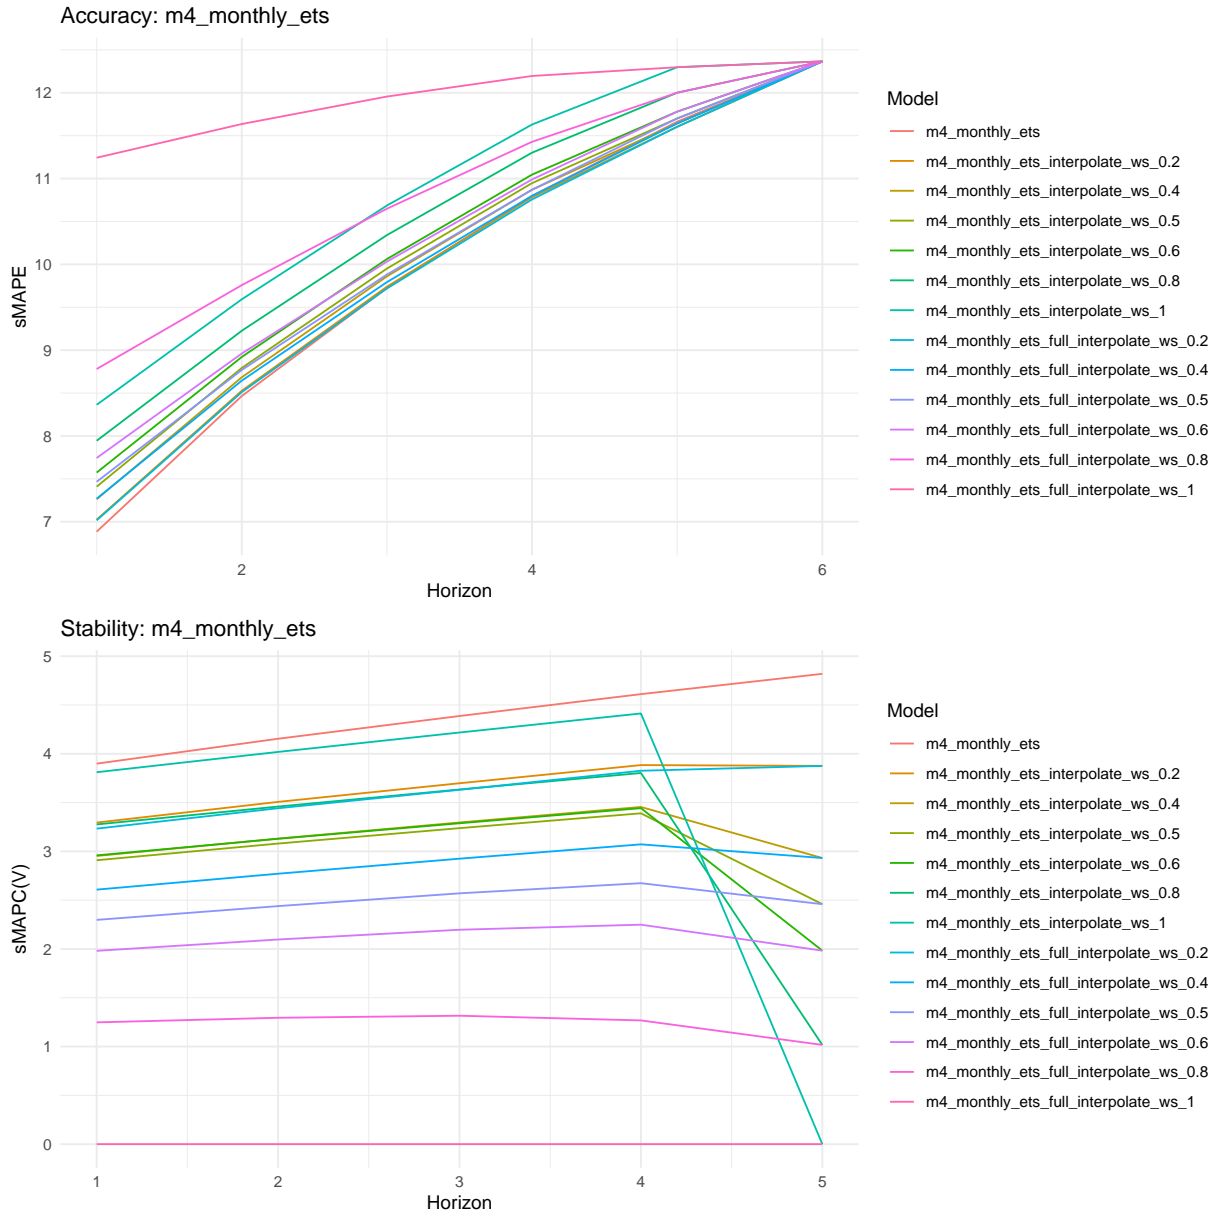 Accuracy: m4_monthly_ets
12
11
10
9
8
7
sMAPE
2
4
6
Horizon
Model
m4_monthly_ets
m4_monthly_ets_interpolate_ws_0.2
m4_monthly_ets_interpolate_ws_0.4
m4_monthly_ets_interpolate_ws_0.5
m4_monthly_ets_interpolate_ws_0.6
m4_monthly_ets_interpolate_ws_0.8
m4_monthly_ets_interpolate_ws_1
m4_monthly_ets_full_interpolate_ws_0.2
m4_monthly_ets_full_interpolate_ws_0.4
m4_monthly_ets_full_interpolate_ws_0.5
m4_monthly_ets_full_interpolate_ws_0.6
m4_monthly_ets_full_interpolate_ws_0.8
m4_monthly_ets_full_interpolate_ws_1
Stability: m4_monthly_ets
5
4
3
2
1
0
sMAPC(V)
1
2
3
4
5
Horizon
Model
m4_monthly_ets
m4_monthly_ets_interpolate_ws_0.2
m4_monthly_ets_interpolate_ws_0.4
m4_monthly_ets_interpolate_ws_0.5
m4_monthly_ets_interpolate_ws_0.6
m4_monthly_ets_interpolate_ws_0.8
m4_monthly_ets_interpolate_ws_1
m4_monthly_ets_full_interpolate_ws_0.2
m4_monthly_ets_full_interpolate_ws_0.4
m4_monthly_ets_full_interpolate_ws_0.5
m4_monthly_ets_full_interpolate_ws_0.6
m4_monthly_ets_full_interpolate_ws_0.8
m4_monthly_ets_full_interpolate_ws_1